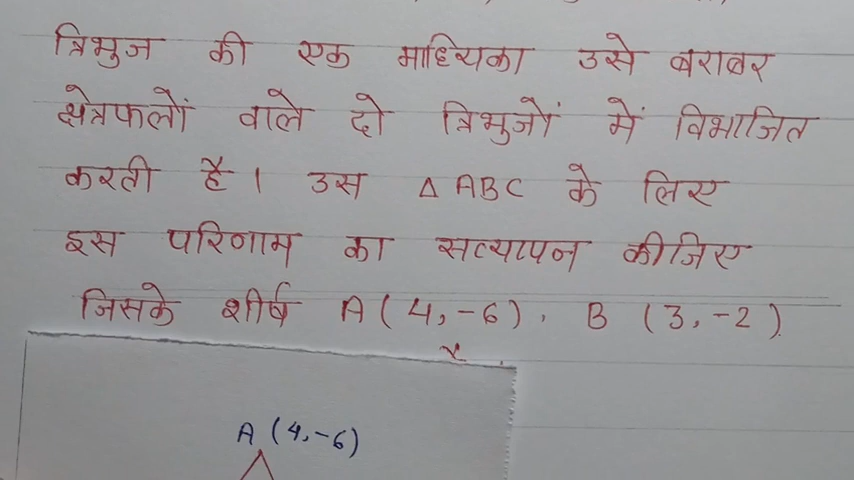 त्रिभुज की एक माध्यिका उसे बराबर
क्षेत्रफलों वाले दो त्रिभुजों में विभाजित
करती है । उस Δ ABC के लिए
इस परिणाम का सत्यापन कीजिए
जिसके शीर्ष A ( 4, -6 ) , B ( 3, -2 )
A ( 4, -6 )